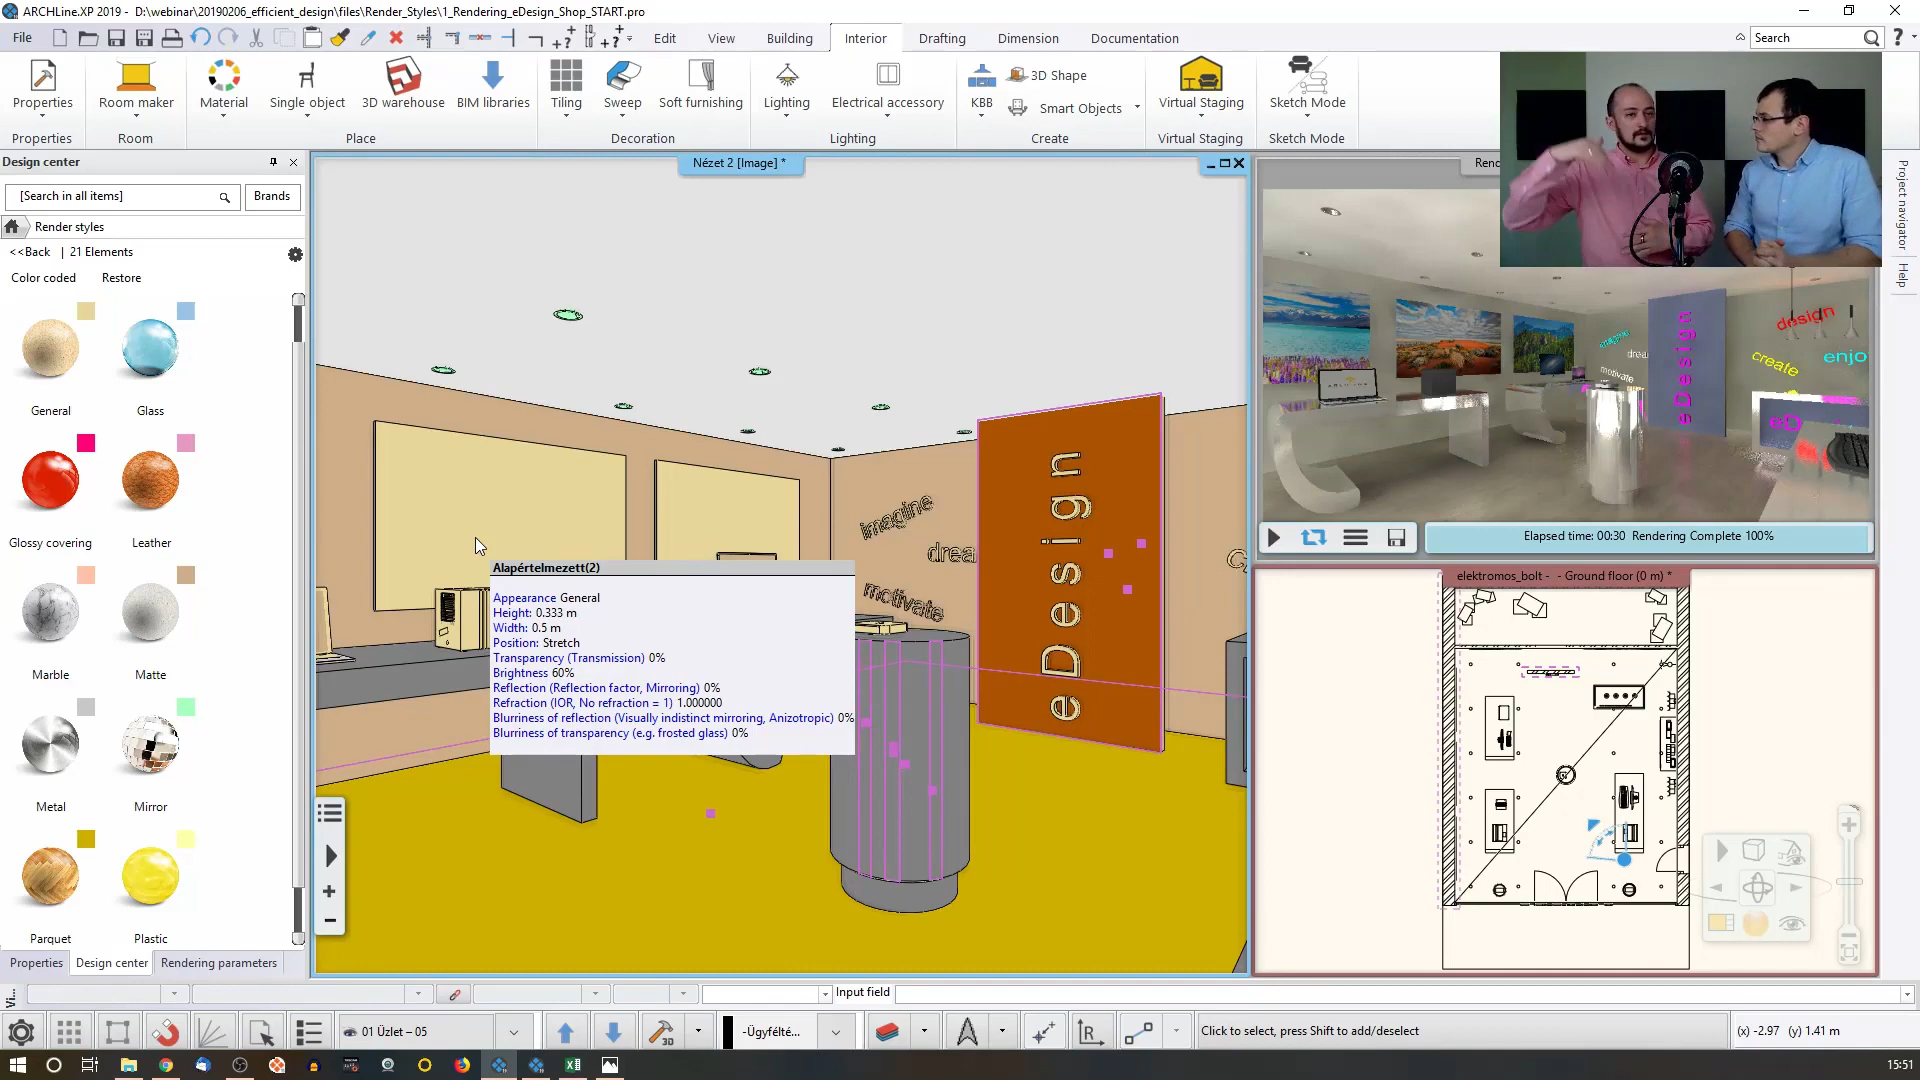 ARCHLine.XP 2019 - D:\webinar\20190206_efficient_design\files\Render_Styles\1_Rendering_eDesign_Shop_START.pro
File
Edit
View
Building
Interior
Drafting
Dimension
Documentation
Search
Properties
Room maker
Material
Single object
3D warehouse
BIM libraries
Tiling
Sweep
Soft furnishing
Lighting
Electrical accessory
KBB
3D Shape
Smart Objects
Virtual Staging
Sketch Mode
Properties
Room
Place
Decoration
Lighting
Create
Virtual Staging
Sketch Mode
Design center
[Search in all items]
Brands
Render styles
<<Back | 21 Elements
Color coded
Restore
General
Glass
Glossy covering
Leather
Marble
Matte
Metal
Mirror
Parquet
Plastic
Properties
Design center
Rendering parameters
Nézet 2 [Image] *
imagine
drea
motivate
eDesign
Alapértelmezett(2)
Appearance General
Height: 0.333 m
Width: 0.5 m
Position: Stretch
Transparency (Transmission) 0%
Brightness 60%
Reflection (Reflection factor, Mirroring) 0%
Refraction (IOR, No refraction = 1) 1.000000
Blurriness of reflection (Visually indistinct mirroring, Anizotropic) 0%
Blurriness of transparency (e.g. frosted glass) 0%
Rend
imagine
drea
motivate
eDesign
design
create
enjo
eD
Elapsed time: 00:30 Rendering Complete 100%
elektromos_bolt - - Ground floor (0 m) *
Project navigator
Help
Vi...
Input field
01 Üzlet – 05
3D
-Ügyfélté...
R
Click to select, press Shift to add/deselect
(x) -2.97 (y) 1.41 m
15:51